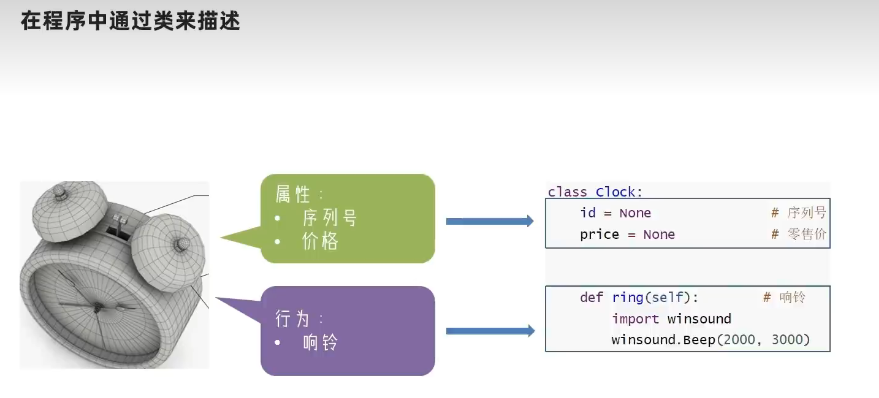 在程序中通过类来描述
属性：
• 序列号
• 价格
行为：
• 响铃
class Clock:
id = None # 序列号
price = None # 零售价
def ring(self): # 响铃
import winsound
winsound.Beep(2000, 3000)